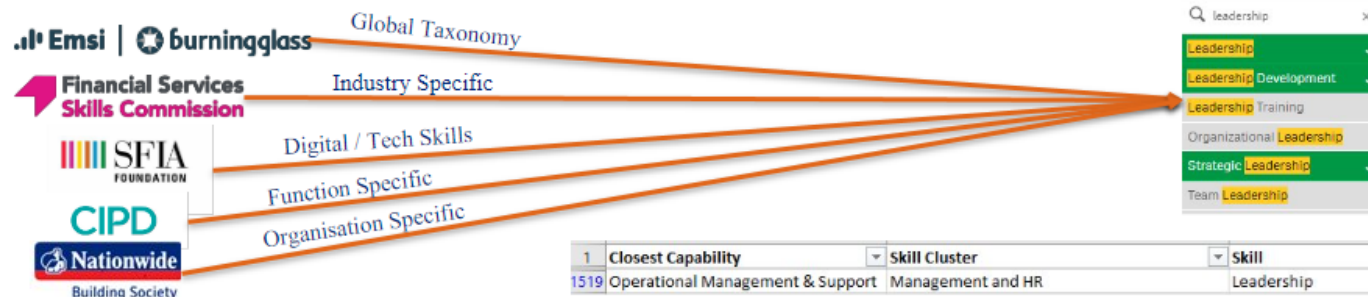 Emsi | burningglass
Global Taxonomy
Financial Services
Skills Commission
Industry Specific
SFIA
FOUNDATION
Digital / Tech Skills
CIPD
Function Specific
Nationwide
Building Society
Organisation Specific
leadership
Leadership
Leadership Development
Leadership Training
Organizational Leadership
Strategic Leadership
Team Leadership
1 Closest Capability Skill Cluster Skill
1519 Operational Management & Support Management and HR Leadership